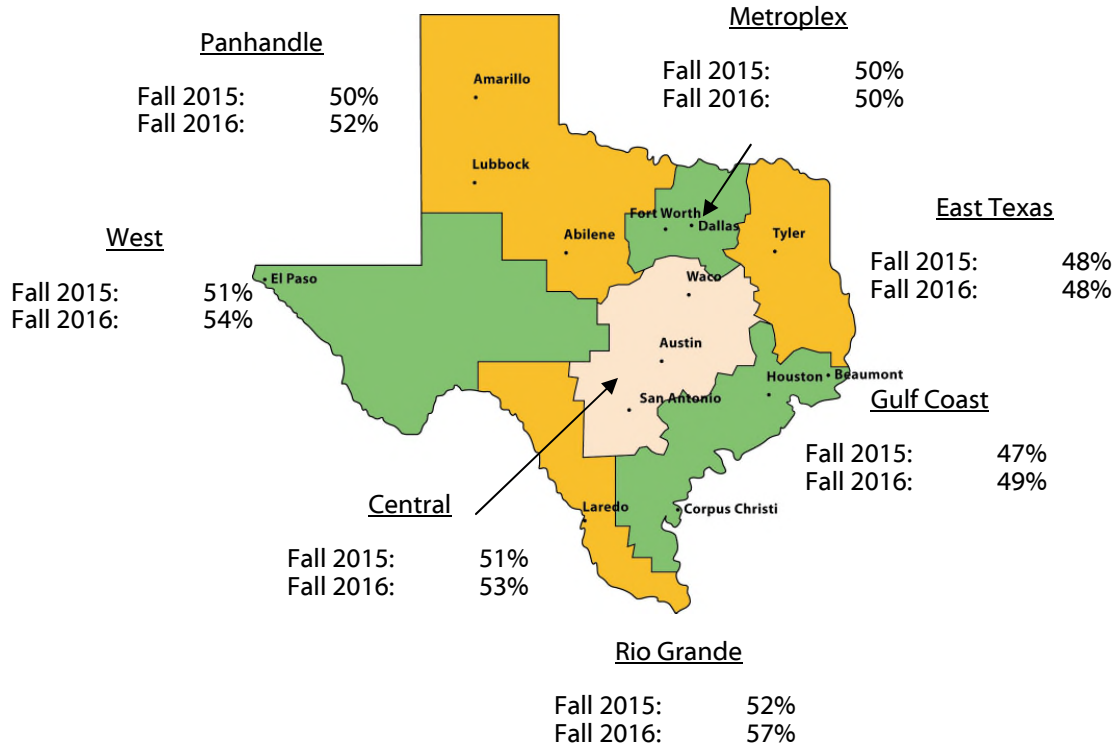 Metroplex
Fall 2015: 50%
Fall 2016: 50%
Panhandle
Fall 2015: 50%
Fall 2016: 52%
Amarillo
Lubbock
Abilene
Fort Worth
Dallas
Tyler
East Texas
Fall 2015: 48%
Fall 2016: 48%
West
Fall 2015: 51%
Fall 2016: 54%
El Paso
Waco
Austin
San Antonio
Houston
Beaumont
Gulf Coast
Fall 2015: 47%
Fall 2016: 49%
Central
Fall 2015: 51%
Fall 2016: 53%
Laredo
Corpus Christi
Rio Grande
Fall 2015: 52%
Fall 2016: 57%